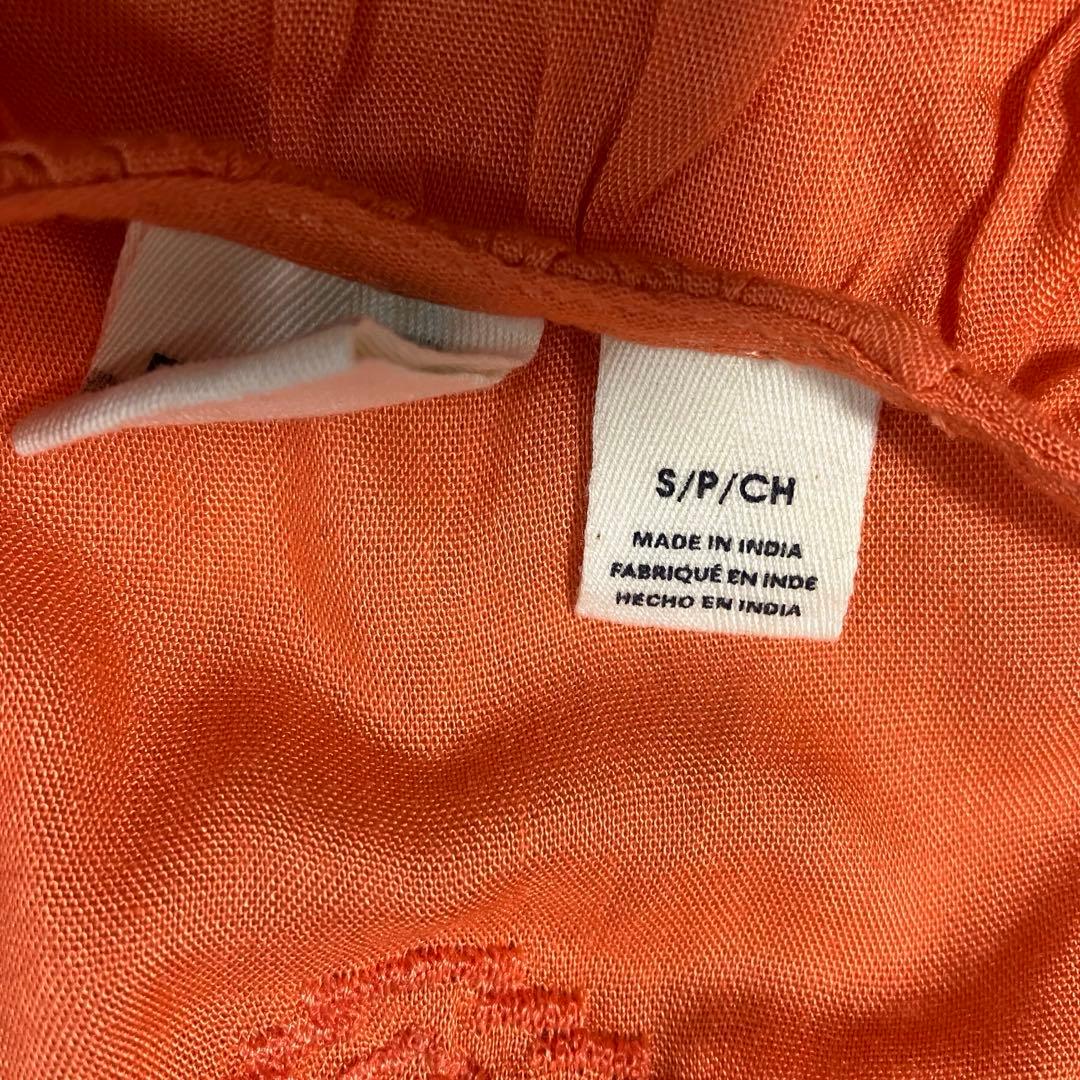 S/P/CH
MADE IN INDIA
FABRIQUÉ EN INDE
HECHO EN INDIA